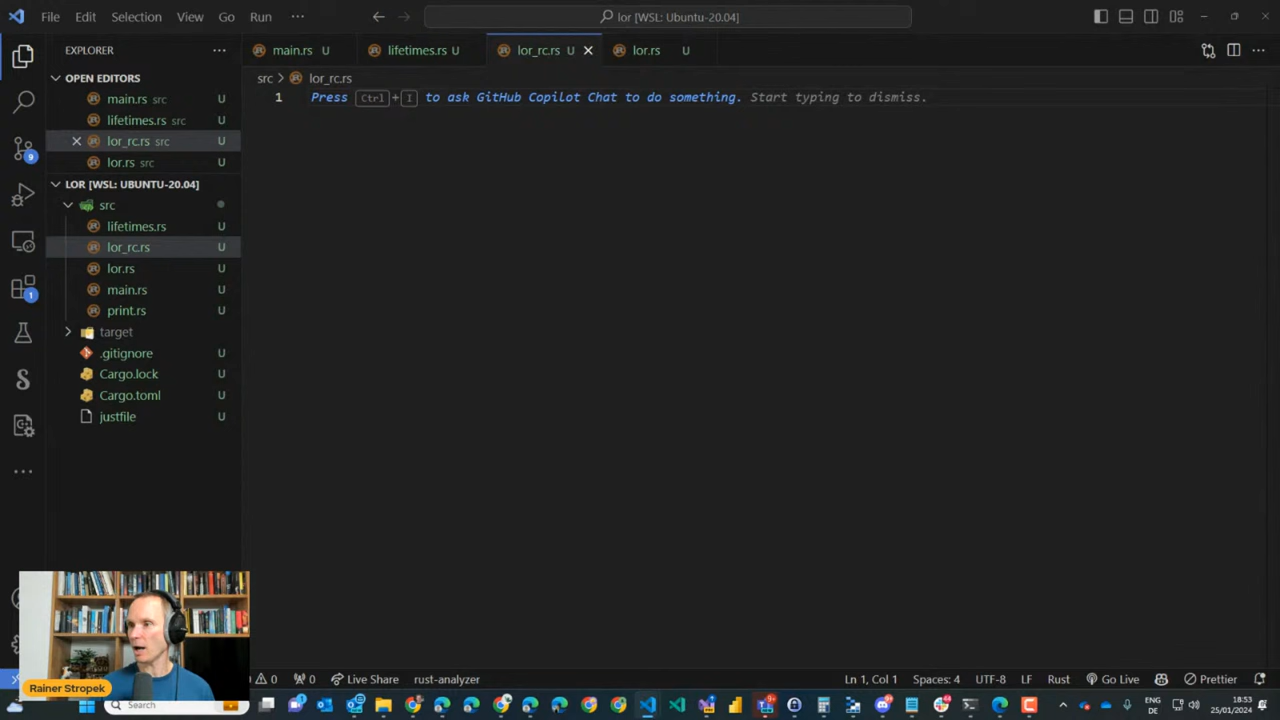 File Edit Selection View Go Run ··· lor [WSL: Ubuntu-20.04]
EXPLORER
main.rs U lifetimes.rs U lor_rc.rs U lor.rs U
OPEN EDITORS
main.rs src U
lifetimes.rs src U
lor_rc.rs src U
lor.rs src U
src > lor_rc.rs
1 Press Ctrl+I to ask GitHub Copilot Chat to do something. Start typing to dismiss.
LOR [WSL: UBUNTU-20.04]
src
lifetimes.rs U
lor_rc.rs U
lor.rs U
main.rs U
print.rs U
target
.gitignore U
Cargo.lock U
Cargo.toml U
justfile U
9
1
Rainer Stropek
0 0 Live Share rust-analyzer Ln 1, Col 1 Spaces: 4 UTF-8 LF Rust Go Live Prettier
Search
ENG
DE
18:53
25/01/2024